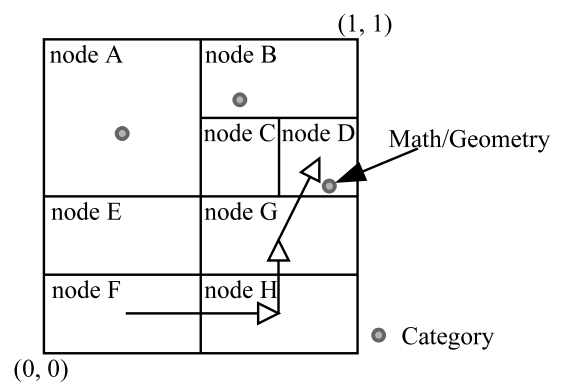 (1, 1)
node A
node B
node C
node D
Math/Geometry
node E
node G
node F
node H
Category
(0, 0)